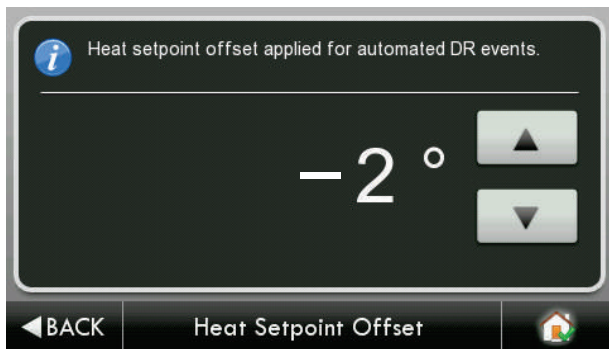 Heat setpoint offset applied for automated DR events.
−2°
BACK
Heat Setpoint Offset